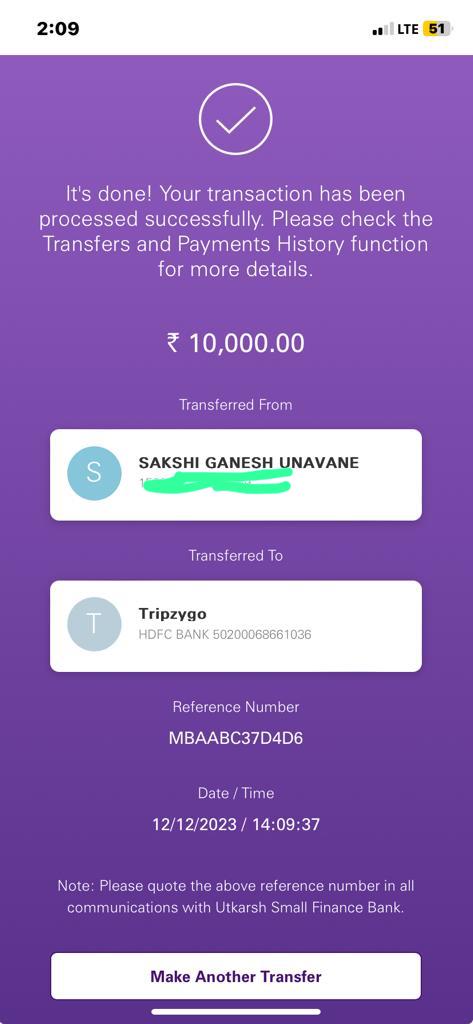 2:09
LTE 51
It's done! Your transaction has been
processed successfully. Please check the
Transfers and Payments History function
for more details.
₹ 10,000.00
Transferred From
S
SAKSHI GANESH UNAVANE
Transferred To
T
Tripzygo
HDFC BANK 50200068661036
Reference Number
MBAABC37D4D6
Date / Time
12/12/2023 / 14:09:37
Note: Please quote the above reference number in all
communications with Utkarsh Small Finance Bank.
Make Another Transfer